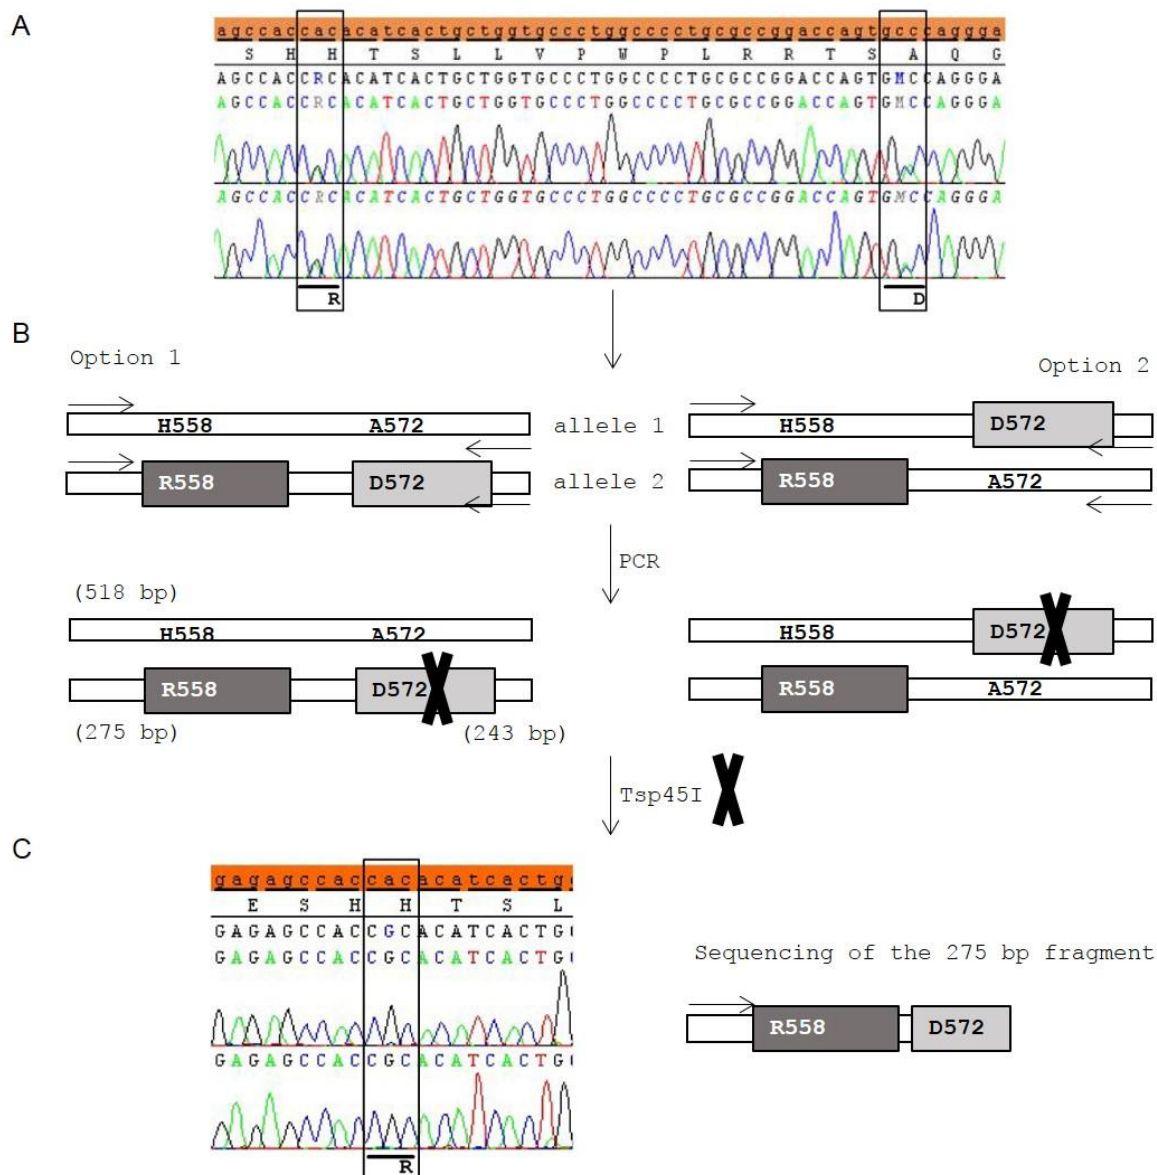 A
agccaccacacatcactgctggtgccctggcccctgcgccggaccagtgcccaggga
S H H T S L L V P W P L R R T S A Q G
AGCCACCRCACATCACTGCTGGTGCCCTGGCCCCTGCGCCGGACCAGTGMCCAGGGA
AGCCACCRCACATCACTGCTGGTGCCCTGGCCCCTGCGCCGGACCAGTGMCCAGGGA
AGCCACCRCACATCACTGCTGGTGCCCTGGCCCCTGCGCCGGACCAGTGMCCAGGGA
R D
B
Option 1
Option 2
H558 A572 allele 1 H558 D572
R558 D572 allele 2 R558 A572
PCR
(518 bp)
H558 A572 H558 D572
R558 D572 R558 A572
(275 bp) (243 bp)
Tsp45I
C
gagagccaccacacatcactg
E S H H T S L
GAGAGCCACCGCACATCACTG
GAGAGCCACCGCACATCACTG
GAGAGCCACCGCACATCACTG
R
Sequencing of the 275 bp fragment
R558 D572